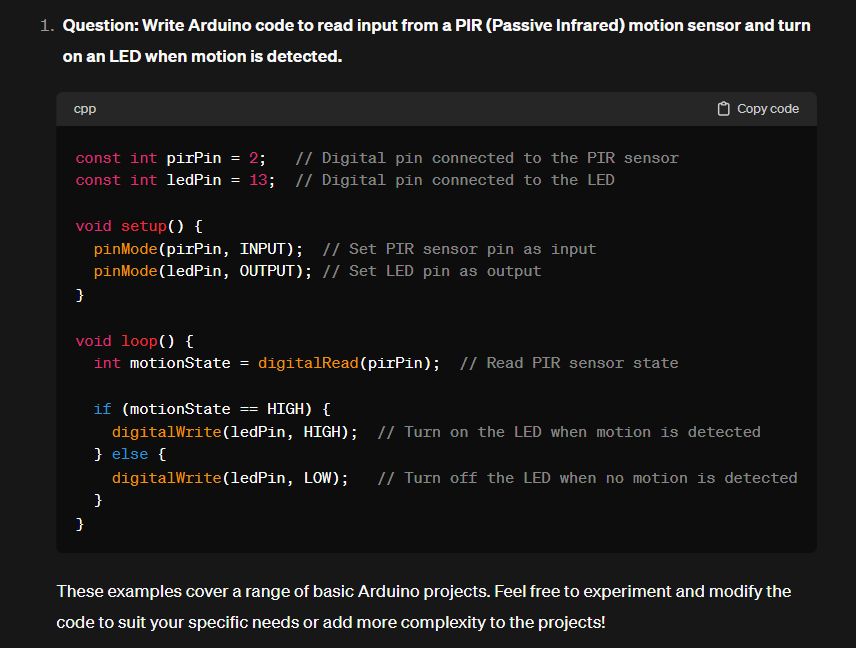 1. Question: Write Arduino code to read input from a PIR (Passive Infrared) motion sensor and turn
on an LED when motion is detected.
cpp Copy code
const int pirPin = 2;   // Digital pin connected to the PIR sensor
const int ledPin = 13;  // Digital pin connected to the LED
void setup() {
  pinMode(pirPin, INPUT);  // Set PIR sensor pin as input
  pinMode(ledPin, OUTPUT); // Set LED pin as output
}
void loop() {
  int motionState = digitalRead(pirPin);  // Read PIR sensor state
  if (motionState == HIGH) {
    digitalWrite(ledPin, HIGH);  // Turn on the LED when motion is detected
  } else {
    digitalWrite(ledPin, LOW);   // Turn off the LED when no motion is detected
  }
}
These examples cover a range of basic Arduino projects. Feel free to experiment and modify the
code to suit your specific needs or add more complexity to the projects!